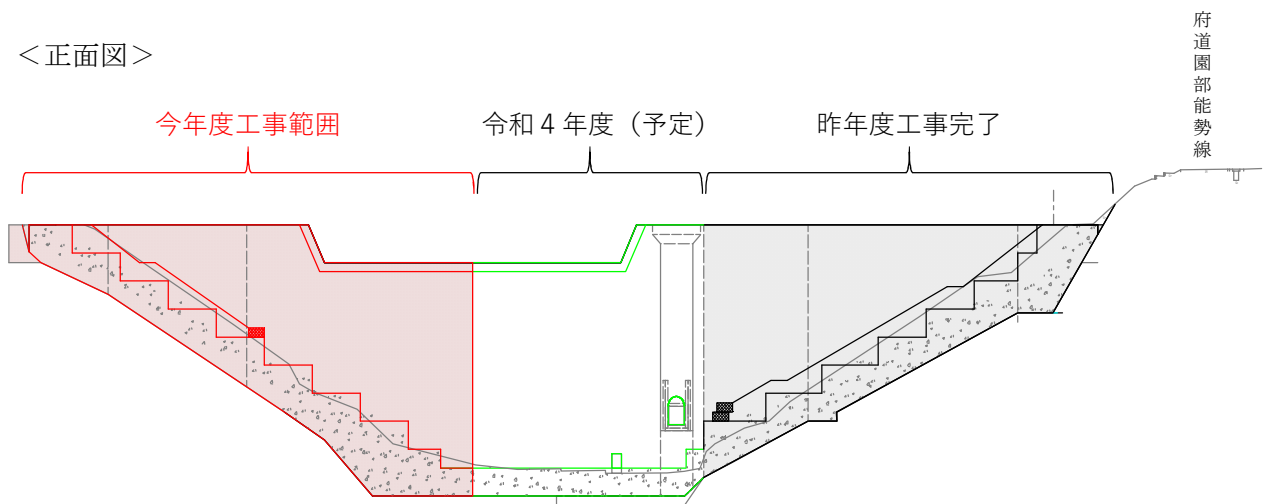 <正面図>
府道園部能勢線
今年度工事範囲
令和4年度（予定）
昨年度工事完了